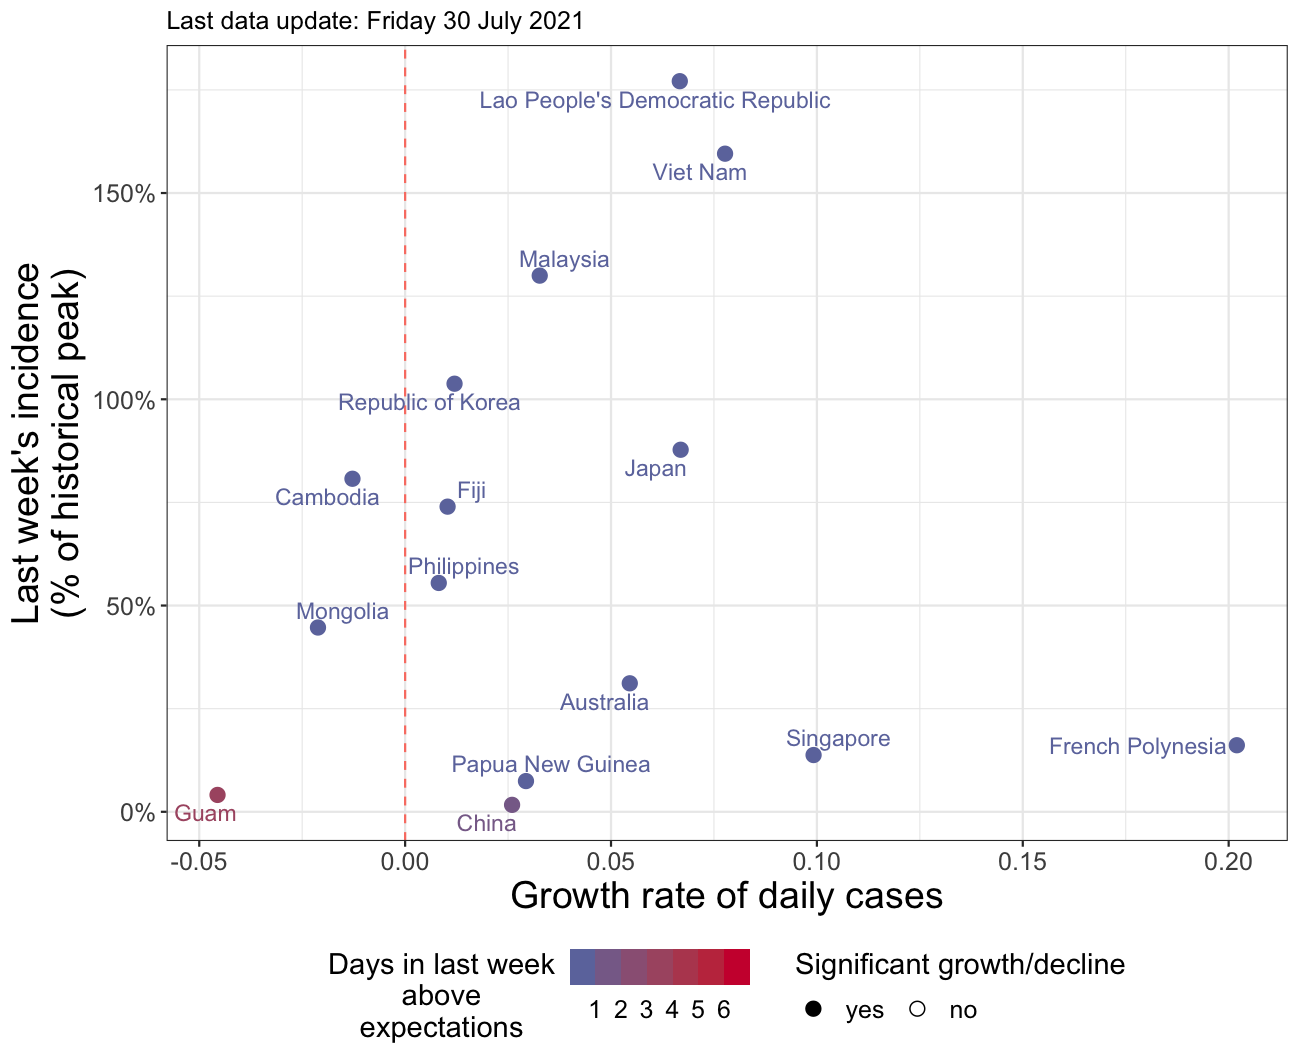 Last data update: Friday 30 July 2021
Last week's incidence
(% of historical peak)
150%
100%
50%
0%
Lao People's Democratic Republic
Viet Nam
Malaysia
Republic of Korea
Japan
Cambodia
Fiji
Philippines
Mongolia
Australia
Singapore
French Polynesia
Papua New Guinea
Guam
China
-0.05 0.00 0.05 0.10 0.15 0.20
Growth rate of daily cases
Days in last week
above
expectations
1 2 3 4 5 6
Significant growth/decline
yes no